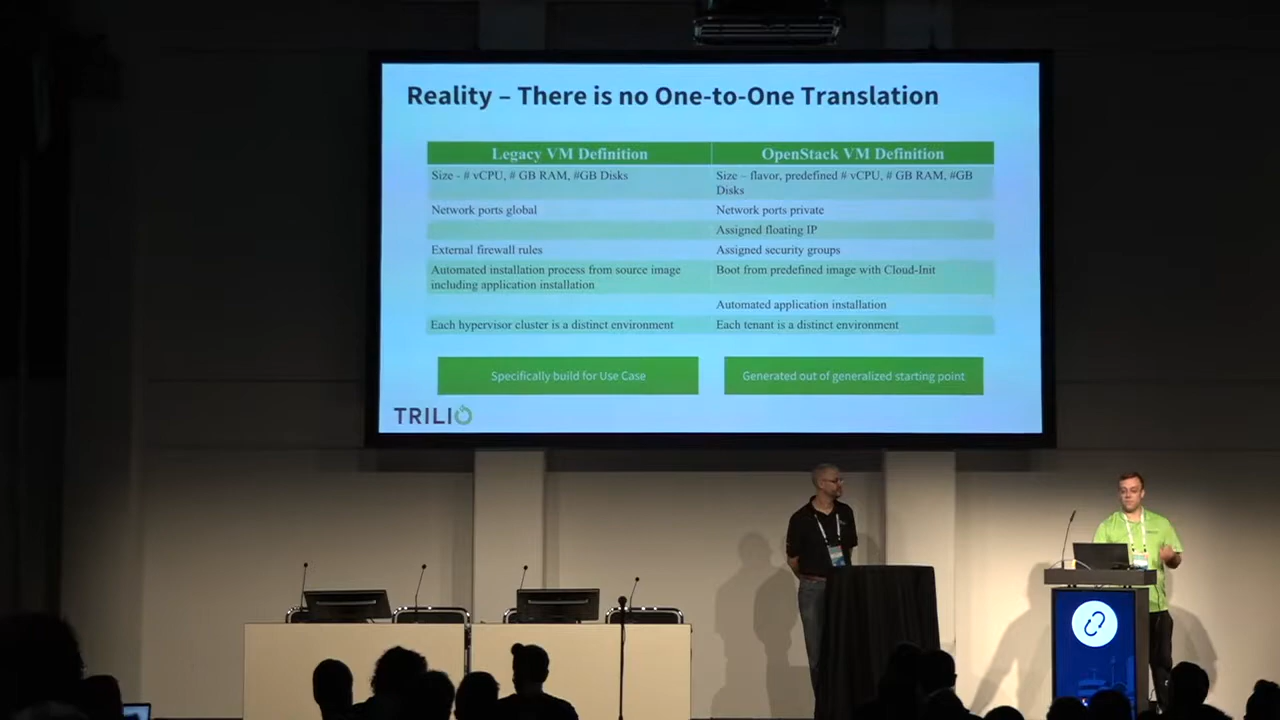 Reality – There is no One-to-One Translation
Legacy VM Definition
OpenStack VM Definition
Size - # vCPU, # GB RAM, #GB Disks
Size – flavor, predefined # vCPU, # GB RAM, #GB
Disks
Network ports global
Network ports private
Assigned floating IP
External firewall rules
Assigned security groups
Automated installation process from source image
including application installation
Boot from predefined image with Cloud-Init
Automated application installation
Each hypervisor cluster is a distinct environment
Each tenant is a distinct environment
Specifically build for Use Case
Generated out of generalized starting point
TRILIO